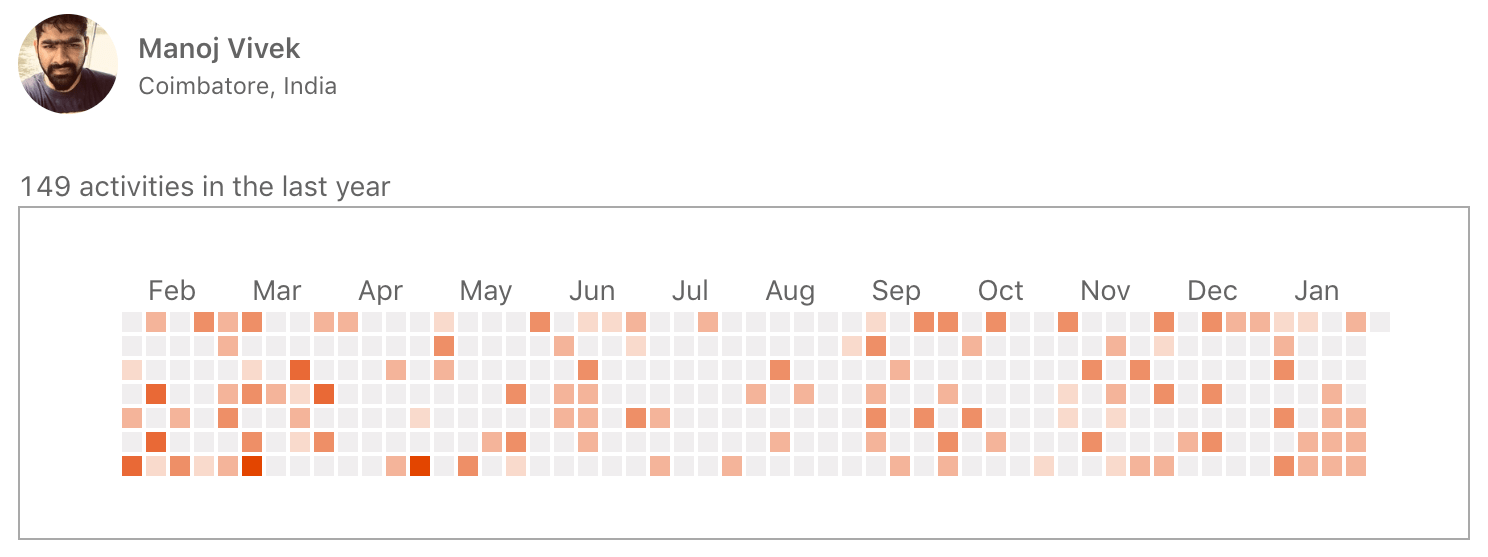 Manoj Vivek
Coimbatore, India
149 activities in the last year
Feb Mar Apr May Jun Jul Aug Sep Oct Nov Dec Jan